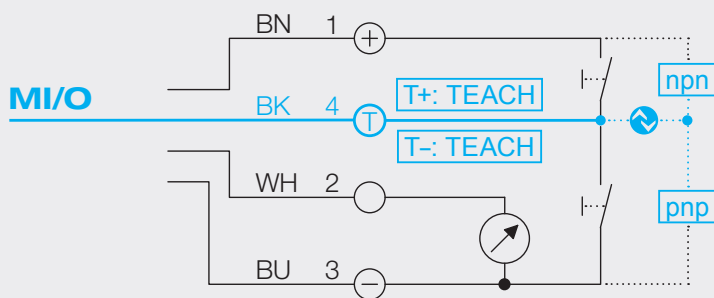 BN 1 +
MI/O BK 4 T T+: TEACH
npn
T–: TEACH
WH 2
pnp
BU 3 –